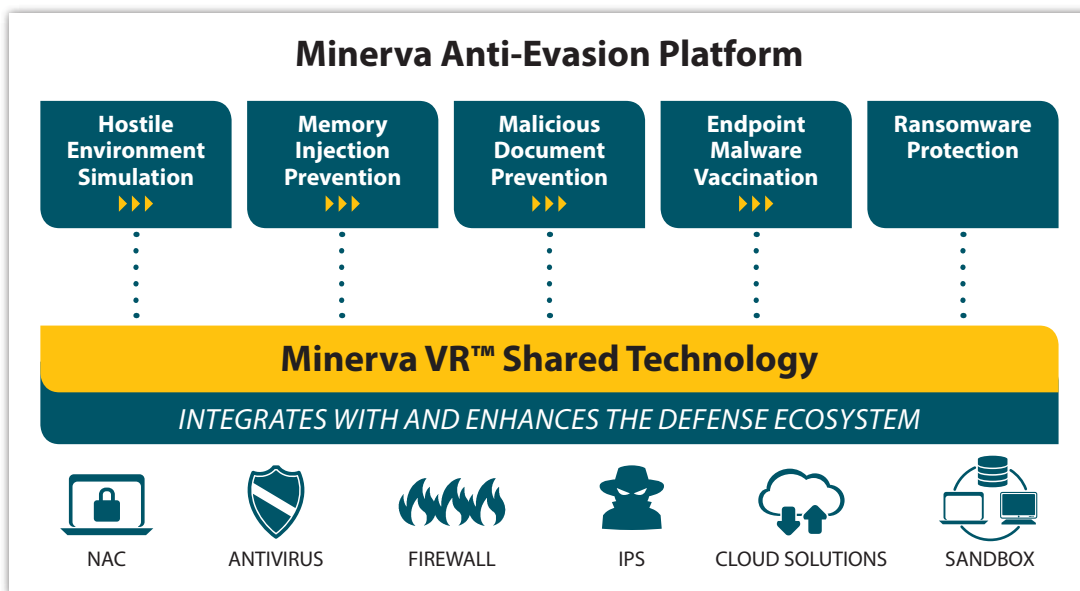 Minerva Anti-Evasion Platform
Hostile
Environment
Simulation
Memory
Injection
Prevention
Malicious
Document
Prevention
Endpoint
Malware
Vaccination
Ransomware
Protection
Minerva VR™ Shared Technology
INTEGRATES WITH AND ENHANCES THE DEFENSE ECOSYSTEM
NAC
ANTIVIRUS
FIREWALL
IPS
CLOUD SOLUTIONS
SANDBOX